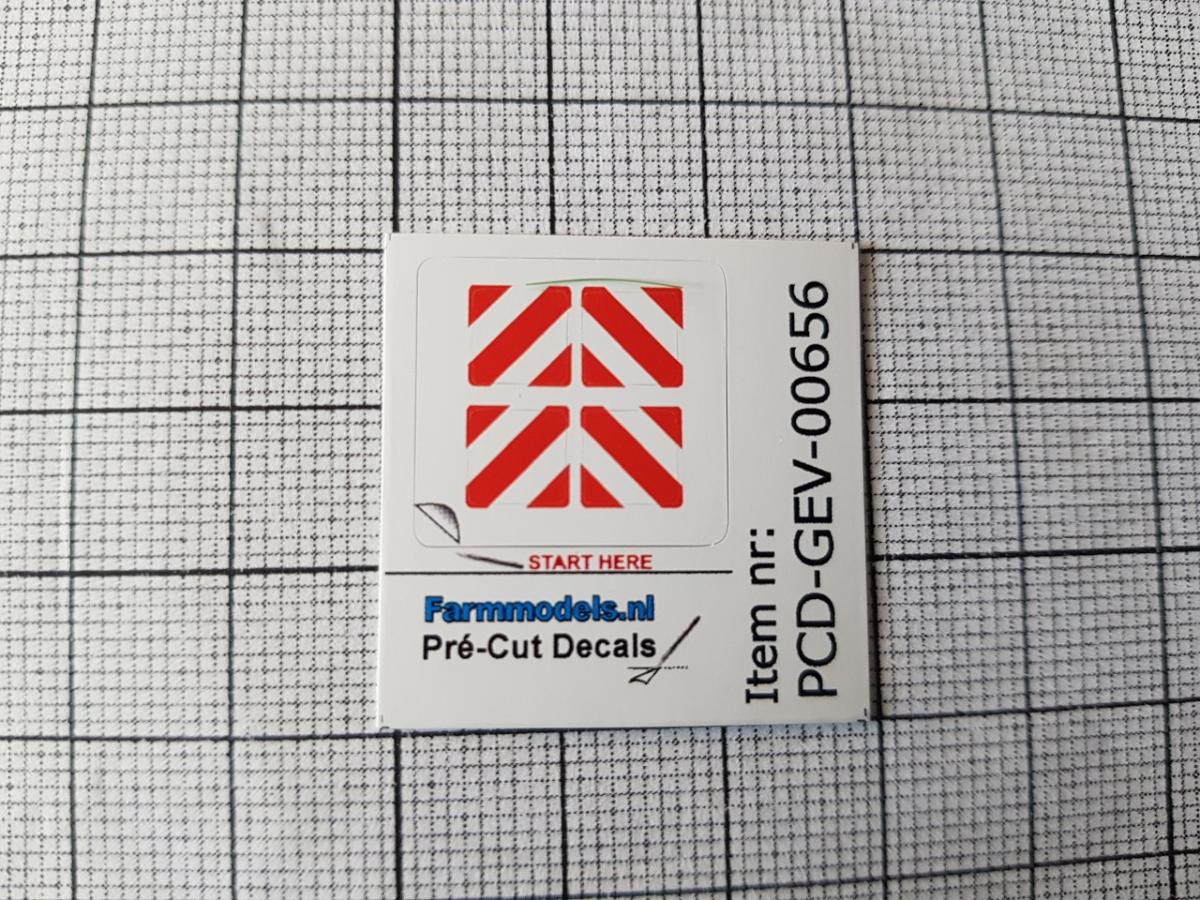 START HERE
Farmmodels.nl
Pré-Cut Decals
Item nr:
PCD-GEV-00656